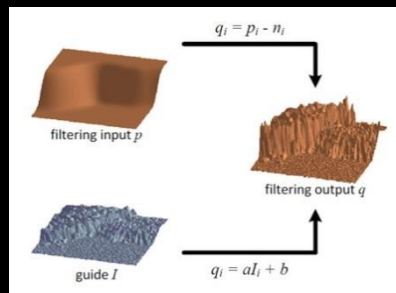 qᵢ = pᵢ - nᵢ
filtering input p
filtering output q
guide I
qᵢ = aIᵢ + b